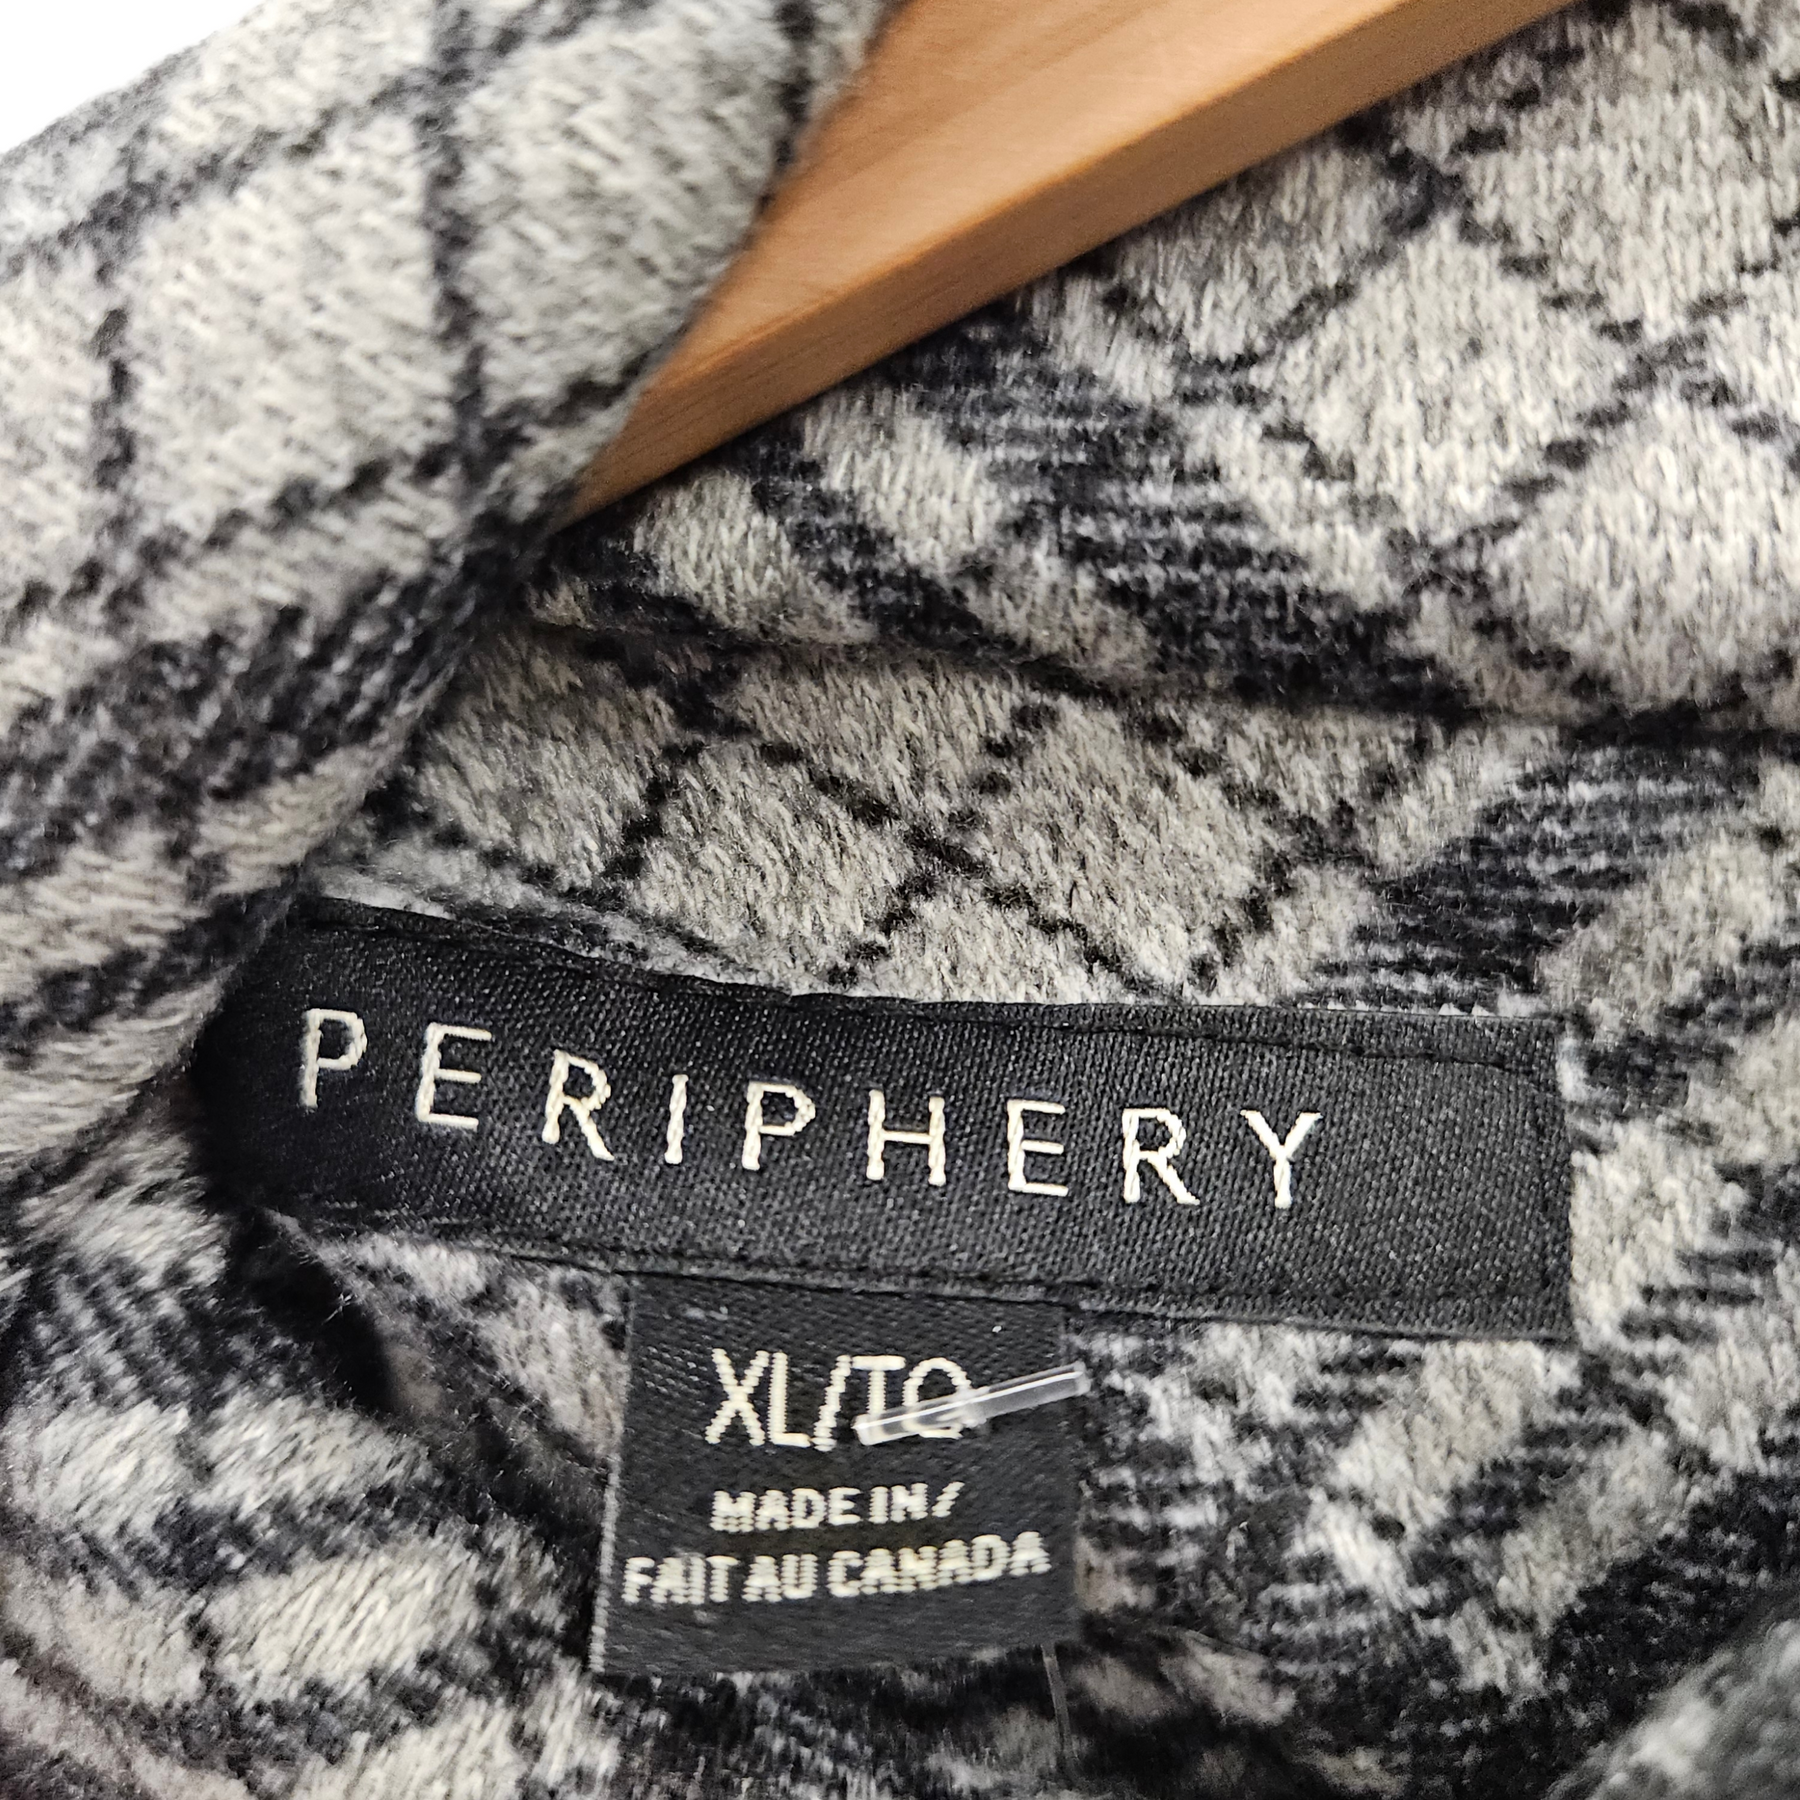 PERIPHERY
XL/TG
MADE IN/
FAIT AU CANADA